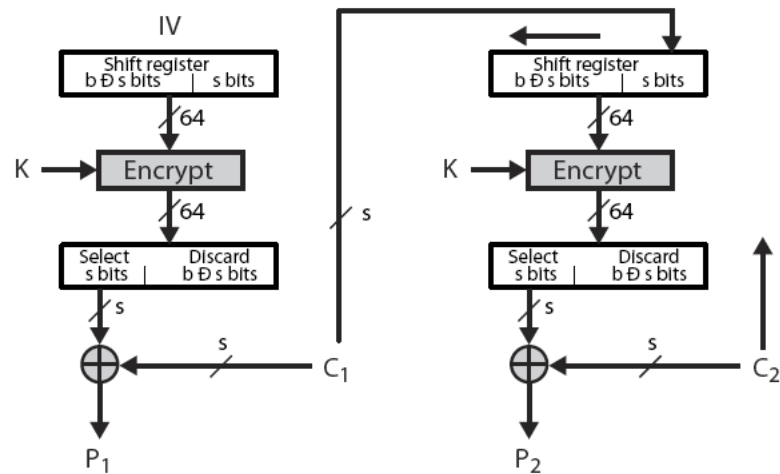 IV
Shift register
b Đ s bits | s bits
64
K
Encrypt
64
Select Discard
s bits | b Đ s bits
s
s
C1
P1
s
Shift register
b Đ s bits | s bits
64
K
Encrypt
64
Select Discard
s bits | b Đ s bits
s
s
C2
P2